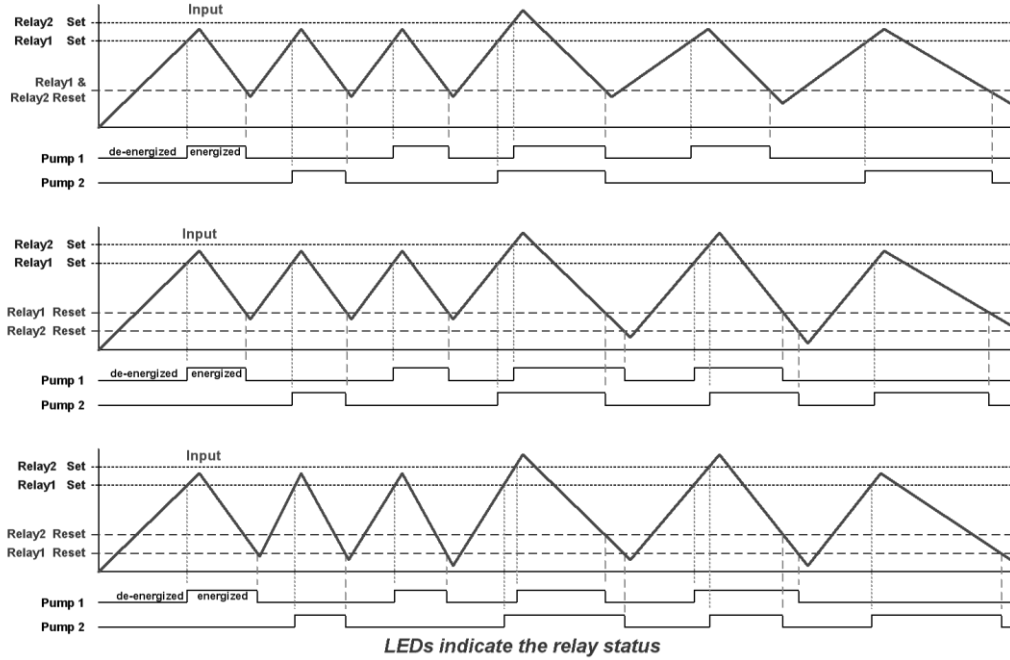 Input
Relay2 Set
Relay1 Set
Relay1 &
Relay2 Reset
de-energized energized
Pump 1
Pump 2
Input
Relay2 Set
Relay1 Set
Relay1 Reset
Relay2 Reset
de-energized energized
Pump 1
Pump 2
Input
Relay2 Set
Relay1 Set
Relay2 Reset
Relay1 Reset
de-energized energized
Pump 1
Pump 2
LEDs indicate the relay status